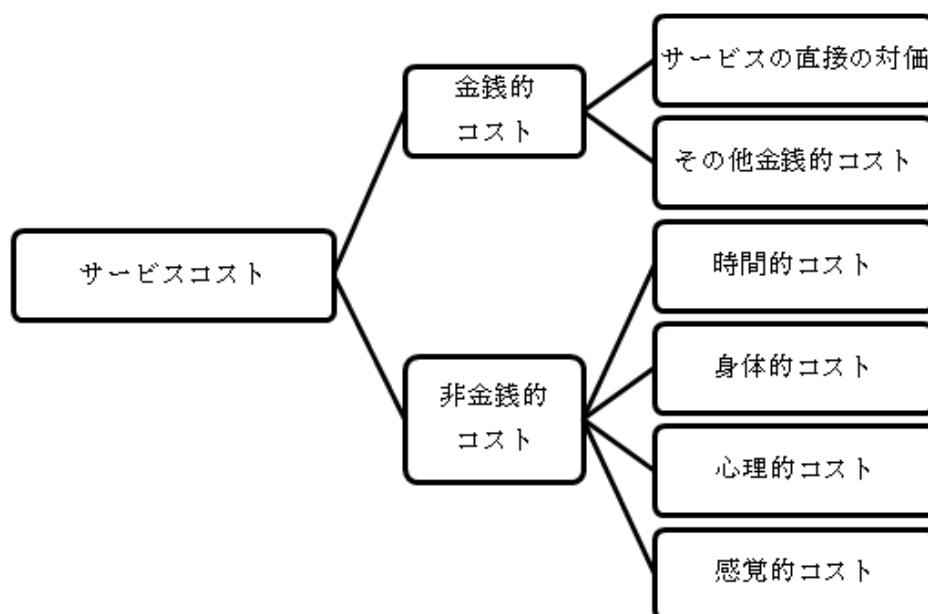 サービスコスト
金銭的
コスト
サービスの直接の対価
その他金銭的コスト
非金銭的
コスト
時間的コスト
身体的コスト
心理的コスト
感覚的コスト